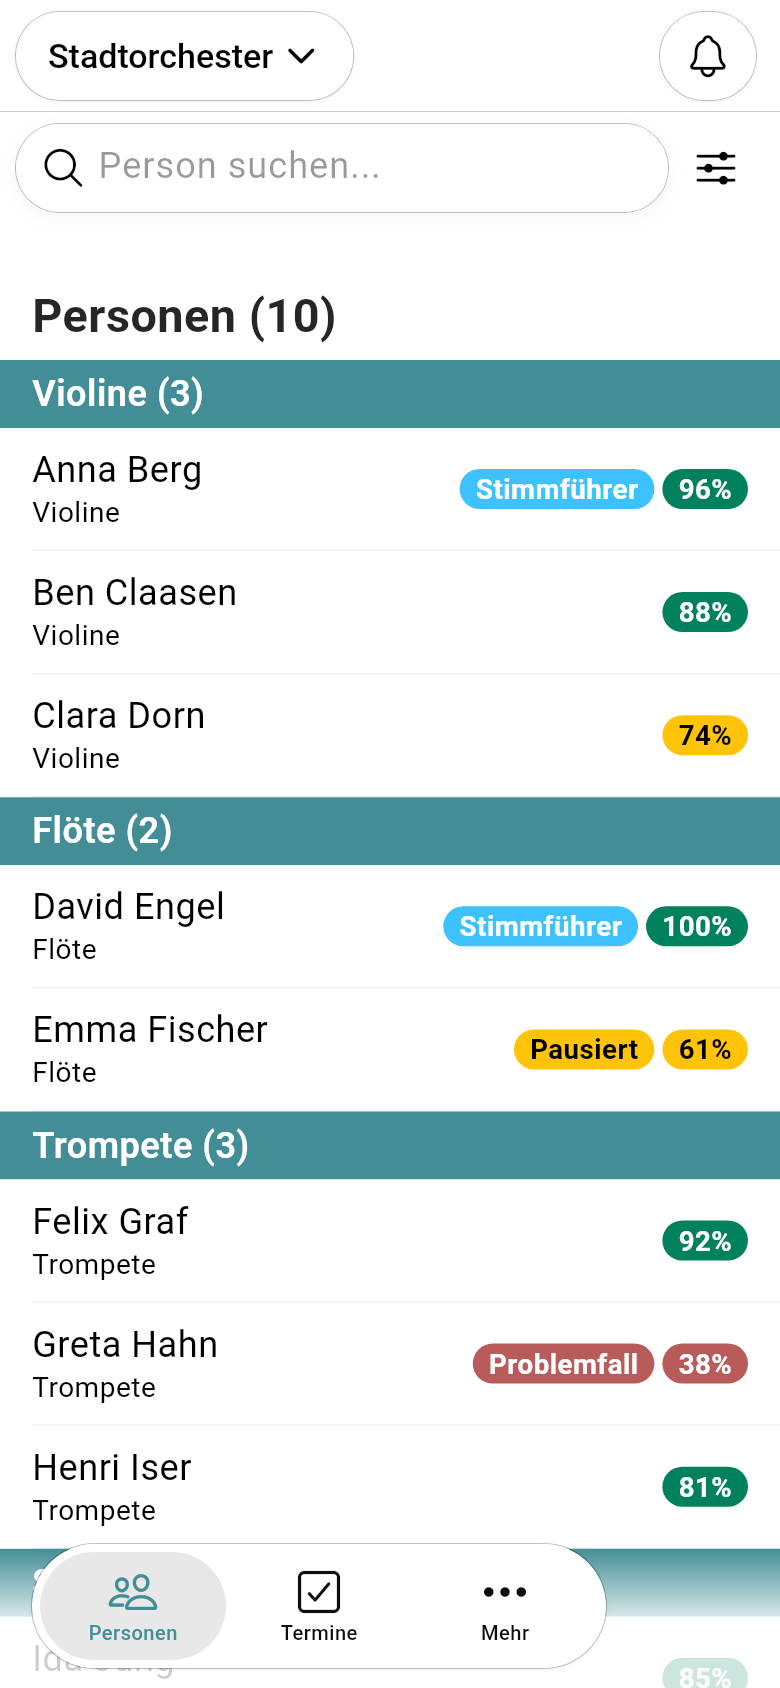 Stadtorchester
Person suchen...
Personen (10)
Violine (3)
Anna Berg
Stimmführer 96%
Violine
Ben Claasen
88%
Violine
Clara Dorn
74%
Violine
Flöte (2)
David Engel
Stimmführer 100%
Flöte
Emma Fischer
Pausiert 61%
Flöte
Trompete (3)
Felix Graf
92%
Trompete
Greta Hahn
Problemfall 38%
Trompete
Henri Iser
81%
Trompete
Personen
Termine
Mehr
85%